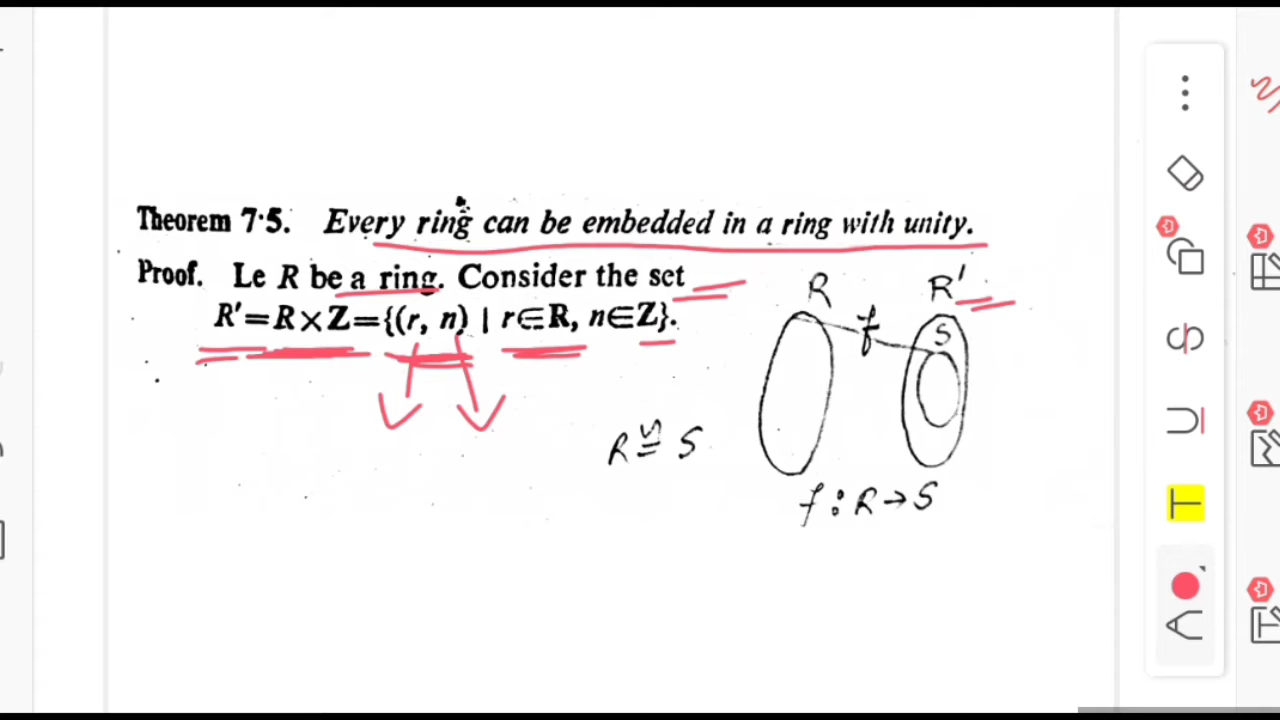 Theorem 7·5. Every ring can be embedded in a ring with unity.
Proof. Le R be a ring. Consider the set
R'=R×Z={(r, n) | r∈R, n∈Z}.
R R'
f S
R ≅ S
f : R → S